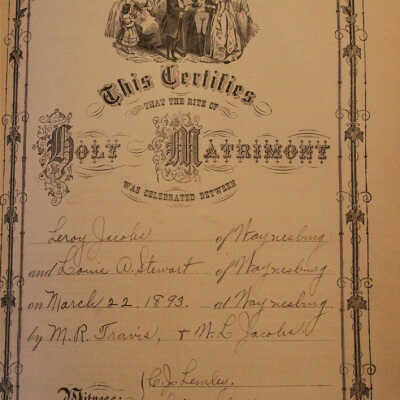 This Certifies
THAT THE RITE OF
HOLY MATRIMONY
WAS CELEBRATED BETWEEN
Leroy Jacobs of Waynesburg
and Louie A. Stewart of Waynesburg
on March 22. 1893. at Waynesburg
by M. R. Travis, & W. L. Jacobs
C. J. Lemley,
Witness: